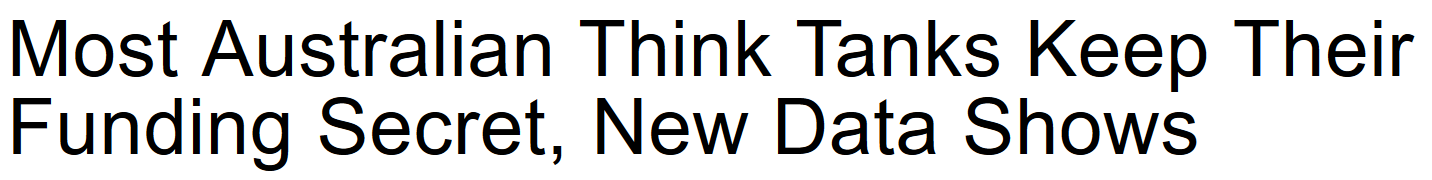 Most Australian Think Tanks Keep Their
Funding Secret, New Data Shows